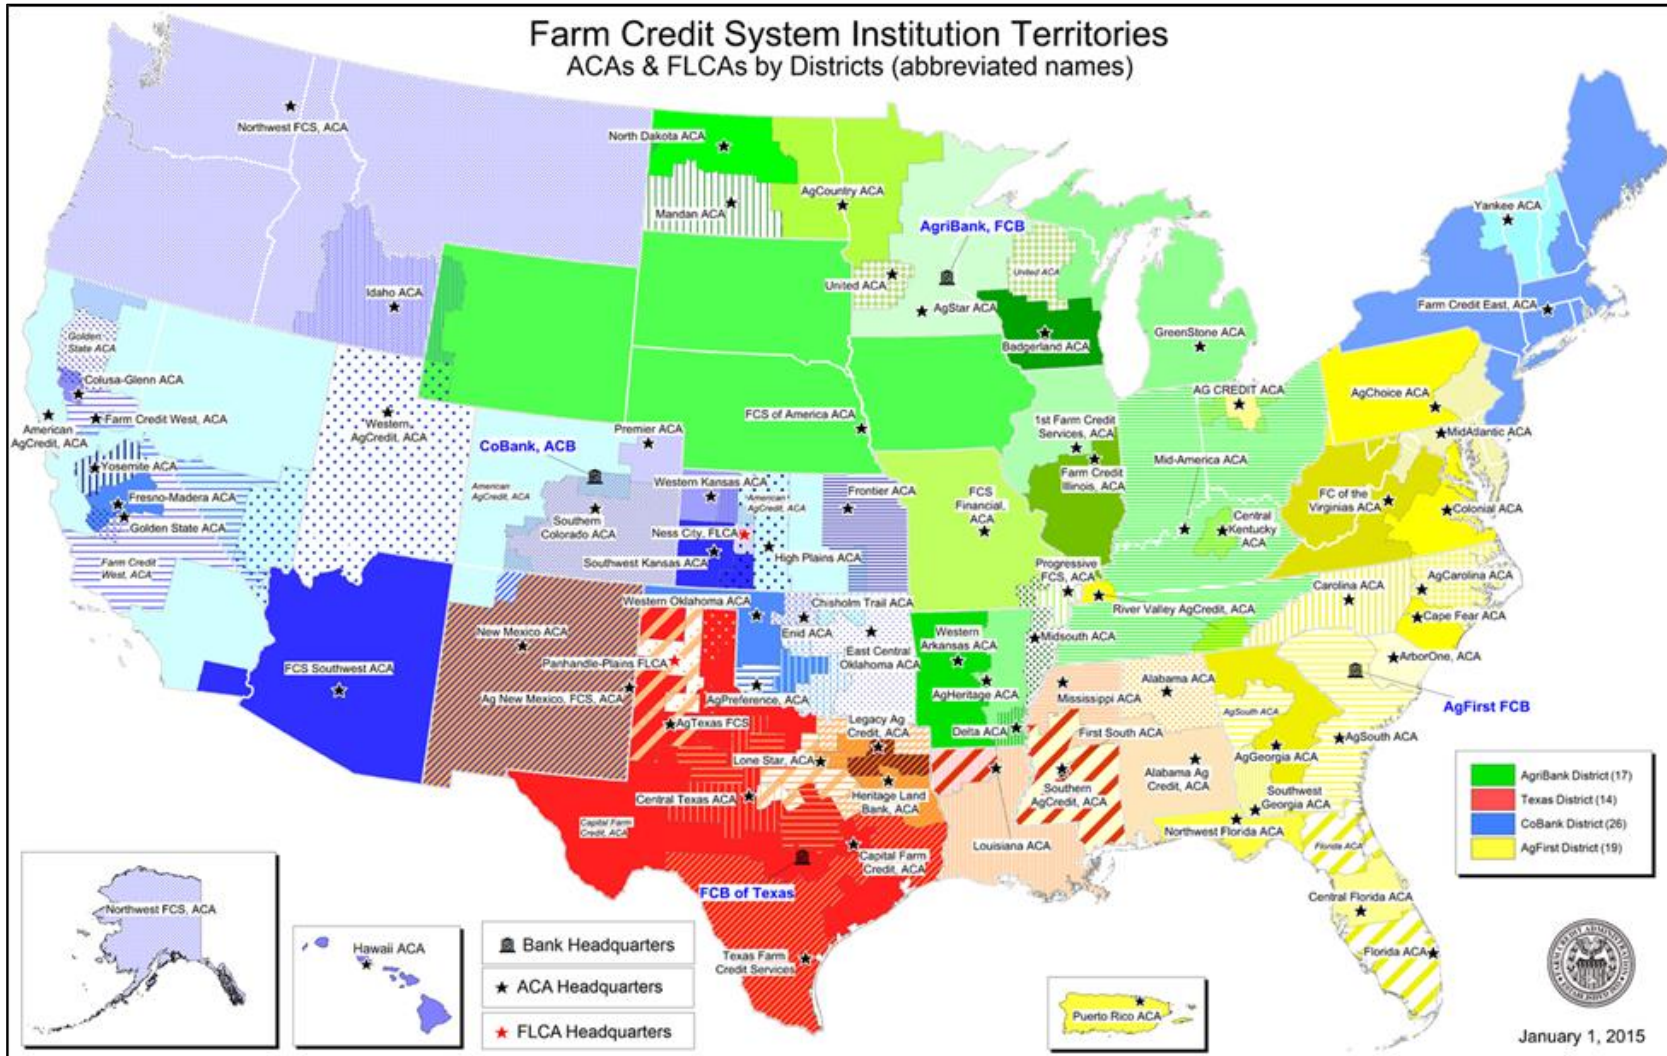 Farm Credit System Institution Territories
ACAs & FLCAs by Districts (abbreviated names)
Northwest FCS, ACA
North Dakota ACA
AgCountry ACA
Mandan ACA
AgriBank, FCB
Yankee ACA
United ACA
United ACA
Idaho ACA
AgStar ACA
Farm Credit East, ACA
Badgerland ACA
GreenStone ACA
Golden
State ACA
Colusa-Glenn ACA
Farm Credit West, ACA
American
AgCredit, ACA
Western
AgCredit, ACA
FCS of America ACA
AG CREDIT ACA
AgChoice ACA
1st Farm Credit
Services, ACA
Premier ACA
CoBank, ACB
MidAtlantic ACA
Mid-America ACA
Farm Credit
Illinois, ACA
Yosemite ACA
Fresno-Madera ACA
Golden State ACA
American
AgCredit, ACA
Western Kansas ACA
American
AgCredit, ACA
Frontier ACA
FCS
Financial,
ACA
FC of the
Virginias ACA
Colonial ACA
Central
Kentucky
ACA
Southern
Colorado ACA
Ness City, FLCA
High Plains ACA
Southwest Kansas ACA
Farm Credit
West, ACA
Progressive
FCS, ACA
River Valley AgCredit, ACA
Carolina ACA
AgCarolina ACA
Cape Fear ACA
Western Oklahoma ACA
Chisholm Trail ACA
Enid ACA
East Central
Oklahoma ACA
Western
Arkansas ACA
Midsouth ACA
New Mexico ACA
Panhandle-Plains FLCA
FCS Southwest ACA
ArborOne, ACA
Ag New Mexico, FCS, ACA
AgPreference, ACA
AgHeritage ACA
Mississippi ACA
Alabama ACA
AgSouth ACA
AgFirst FCB
AgTexas FCS
Legacy Ag
Credit, ACA
Delta ACA
First South ACA
AgSouth ACA
AgGeorgia ACA
Lone Star, ACA
Heritage Land
Bank, ACA
Southern
AgCredit, ACA
Alabama Ag
Credit, ACA
Southwest
Georgia ACA
Central Texas ACA
Capital Farm
Credit, ACA
Northwest Florida ACA
Louisiana ACA
Florida ACA
Capital Farm
Credit, ACA
FCB of Texas
Central Florida ACA
Texas Farm
Credit Services
Florida ACA
Northwest FCS, ACA
Hawaii ACA
Puerto Rico ACA
Bank Headquarters
ACA Headquarters
FLCA Headquarters
AgriBank District (17)
Texas District (14)
CoBank District (26)
AgFirst District (19)
January 1, 2015